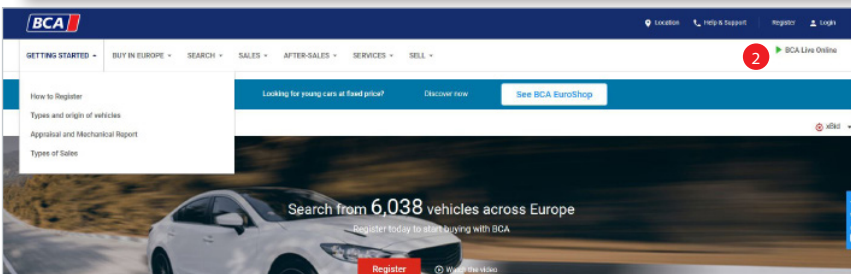 BCA
Location Help & Support Register Login
GETTING STARTED BUY IN EUROPE SEARCH SALES AFTER-SALES SERVICES SELL
2 BCA Live Online
How to Register
Types and origin of vehicles
Appraisal and Mechanical Report
Types of Sales
Looking for young cars at fixed price? Discover now See BCA EuroShop
xBid
Search from 6,038 vehicles across Europe
Register today to start buying with BCA
Register Watch the video